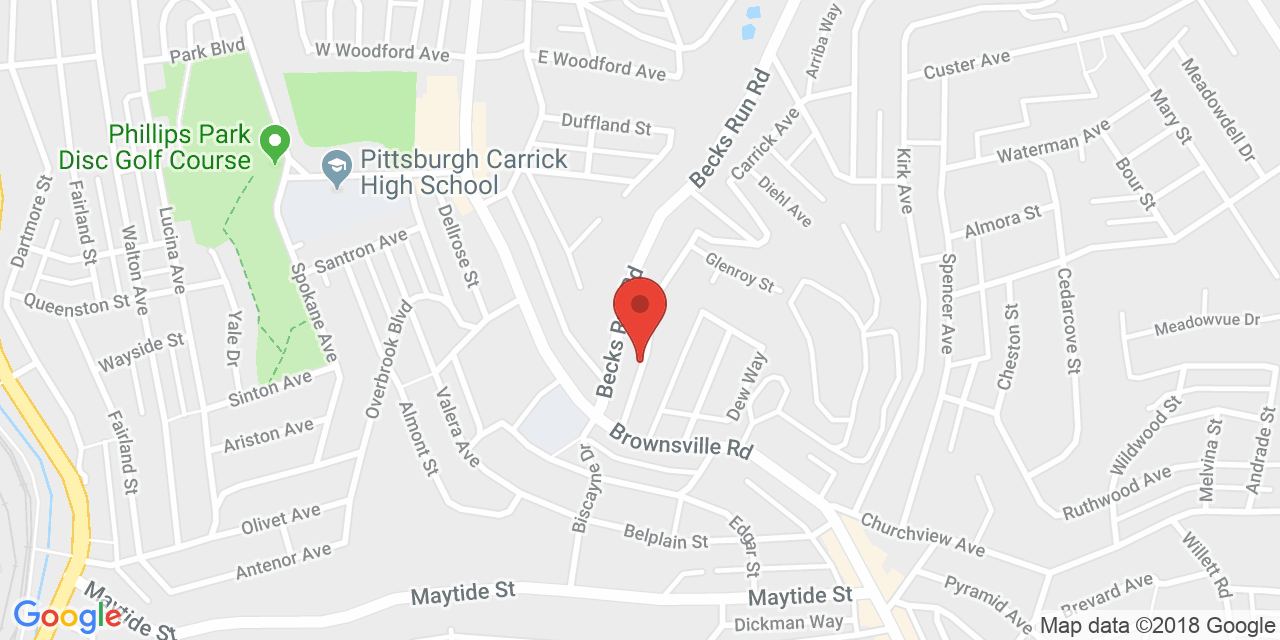 Park Blvd
W Woodford Ave
E Woodford Ave
Arriba Way
Custer Ave
Meadowdell Dr
Phillips Park
Disc Golf Course
Pittsburgh Carrick
High School
Duffland St
Becks Run Rd
Carrick Ave
Diehl Ave
Kirk Ave
Waterman Ave
Mary St
Bour St
Almora St
Dartmore St
Fairland St
Walton Ave
Lucina Ave
Queenston St
Wayside St
Yale Dr
Spokane Ave
Santron Ave
Dellrose St
Glenroy St
Spencer Ave
Cheston St
Cedarcove St
Meadowvue Dr
Sinton Ave
Ariston Ave
Overbrook Blvd
Almont St
Valera Ave
Becks R
d
Dew Way
Brownsville Rd
Biscayne Dr
Fairland St
Olivet Ave
Antenor Ave
Belplain St
Edgar St
Churchview Ave
Wildwood St
Melvina St
Andrade St
Ruthwood Ave
Willett Rd
Maytide St
Maytide St
Maytide St
Dickman Way
Pyramid Ave
Brevard Ave
Google
Map data ©2018 Google